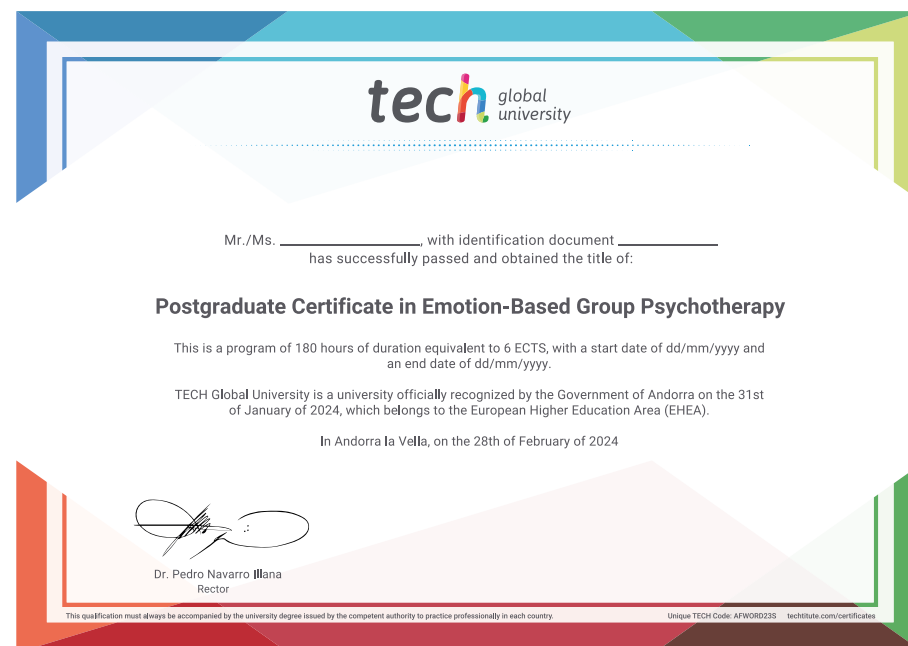 tech global university
Mr./Ms. , with identification document
has successfully passed and obtained the title of:
Postgraduate Certificate in Emotion-Based Group Psychotherapy
This is a program of 180 hours of duration equivalent to 6 ECTS, with a start date of dd/mm/yyyy and
an end date of dd/mm/yyyy.
TECH Global University is a university officially recognized by the Government of Andorra on the 31st
of January of 2024, which belongs to the European Higher Education Area (EHEA).
In Andorra la Vella, on the 28th of February of 2024
Dr. Pedro Navarro Illana
Rector
This qualification must always be accompanied by the university degree issued by the competent authority to practice professionally in each country.
Unique TECH Code: AFWORD23S techtitute.com/certificates